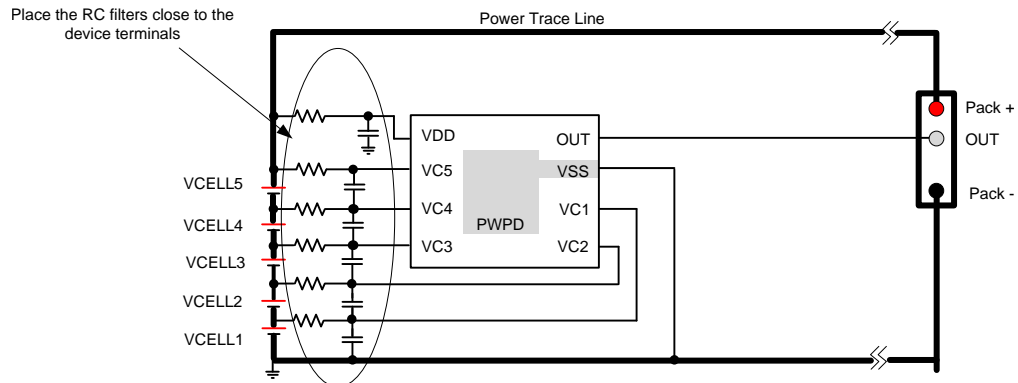 Place the RC filters close to the
device terminals
Power Trace Line
Pack +
OUT
Pack -
VDD
VC5
VC4
VC3
OUT
VSS
VC1
VC2
PWPD
VCELL5
VCELL4
VCELL3
VCELL2
VCELL1